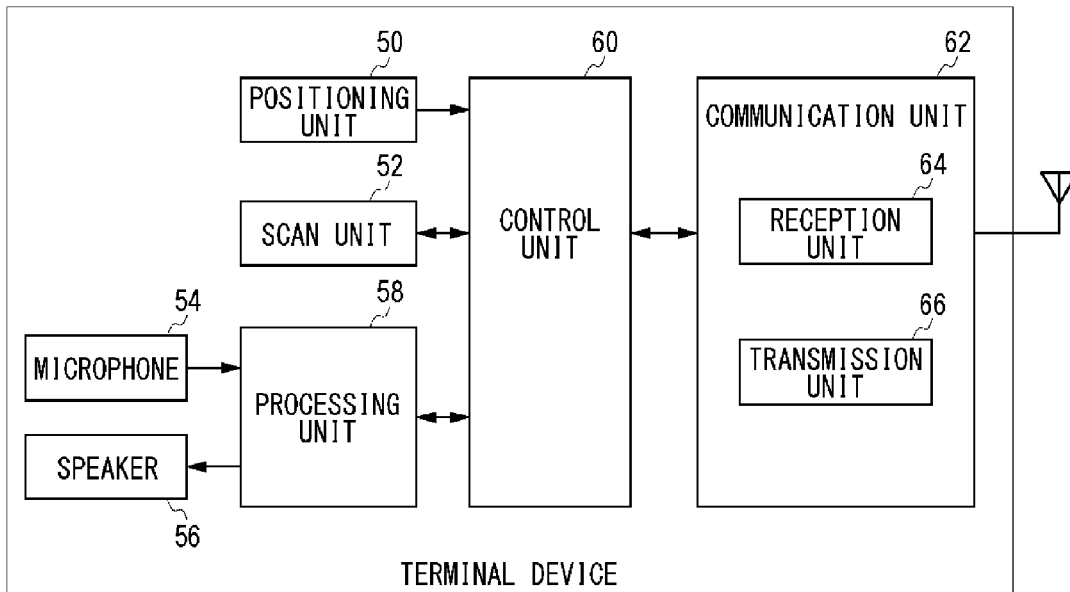 50
60
62
POSITIONING
UNIT
COMMUNICATION UNIT
52
64
SCAN UNIT
CONTROL
UNIT
RECEPTION
UNIT
54
58
66
MICROPHONE
PROCESSING
UNIT
TRANSMISSION
UNIT
SPEAKER
56
TERMINAL DEVICE